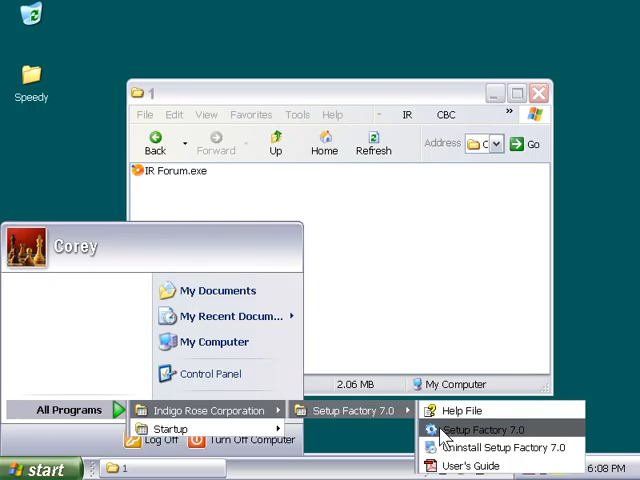 Speedy
1
File Edit View Favorites Tools Help IR CBC »
Back Forward Up Home Refresh Address C Go
IR Forum.exe
Corey
My Documents
My Recent Docum...
My Computer
Control Panel
2.06 MB My Computer
All Programs Indigo Rose Corporation Setup Factory 7.0 Help File
Startup Setup Factory 7.0
Log Off Turn Off Computer Uninstall Setup Factory 7.0
User's Guide
start 1 6:08 PM